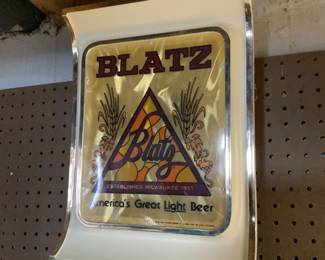 BLATZ
Blatz
ESTABLISHED MILWAUKEE 1851
America's Great Light Beer